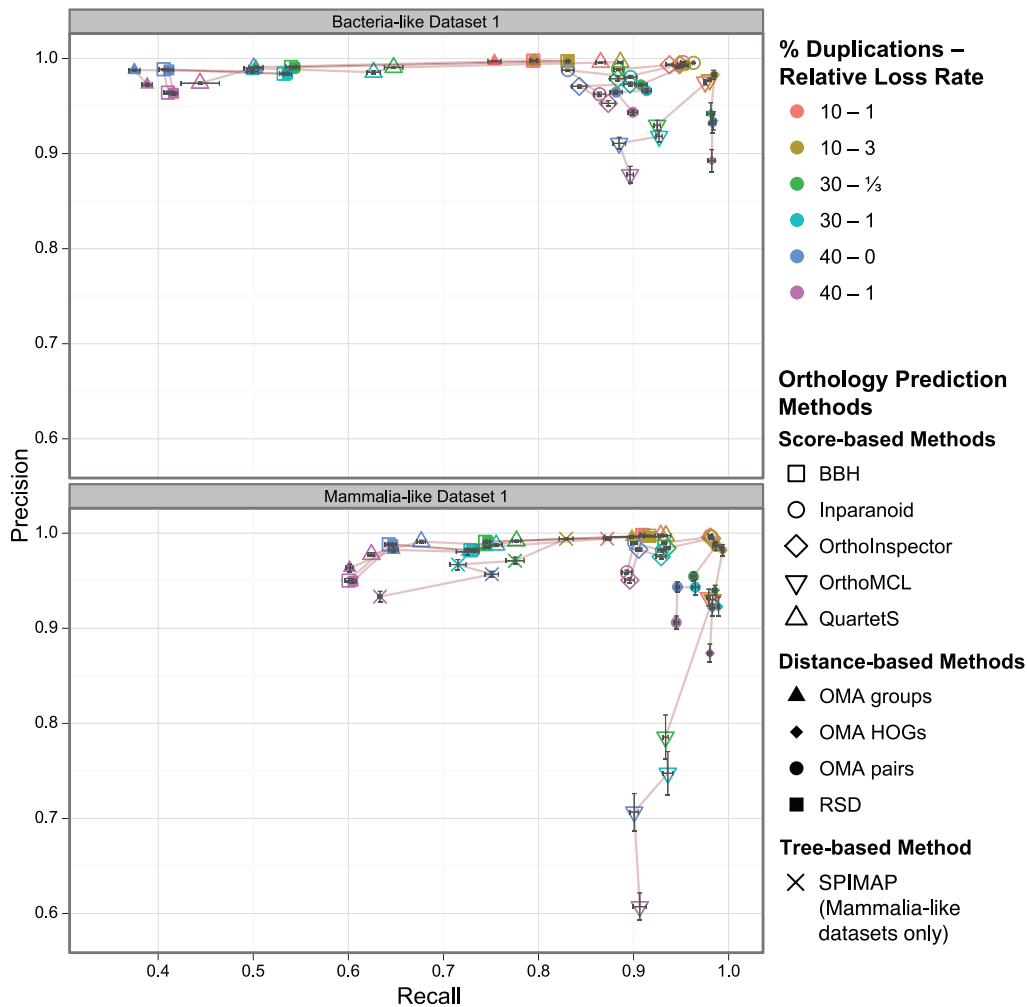 Bacteria-like Dataset 1
1.0
0.9
0.8
0.7
0.6
Precision
Mammalia-like Dataset 1
1.0
0.9
0.8
0.7
0.6
0.4 0.5 0.6 0.7 0.8 0.9 1.0
Recall
% Duplications –
Relative Loss Rate
10 – 1
10 – 3
30 – ⅓
30 – 1
40 – 0
40 – 1
Orthology Prediction
Methods
Score-based Methods
BBH
Inparanoid
OrthoInspector
OrthoMCL
QuartetS
Distance-based Methods
OMA groups
OMA HOGs
OMA pairs
RSD
Tree-based Method
SPIMAP
(Mammalia-like
datasets only)